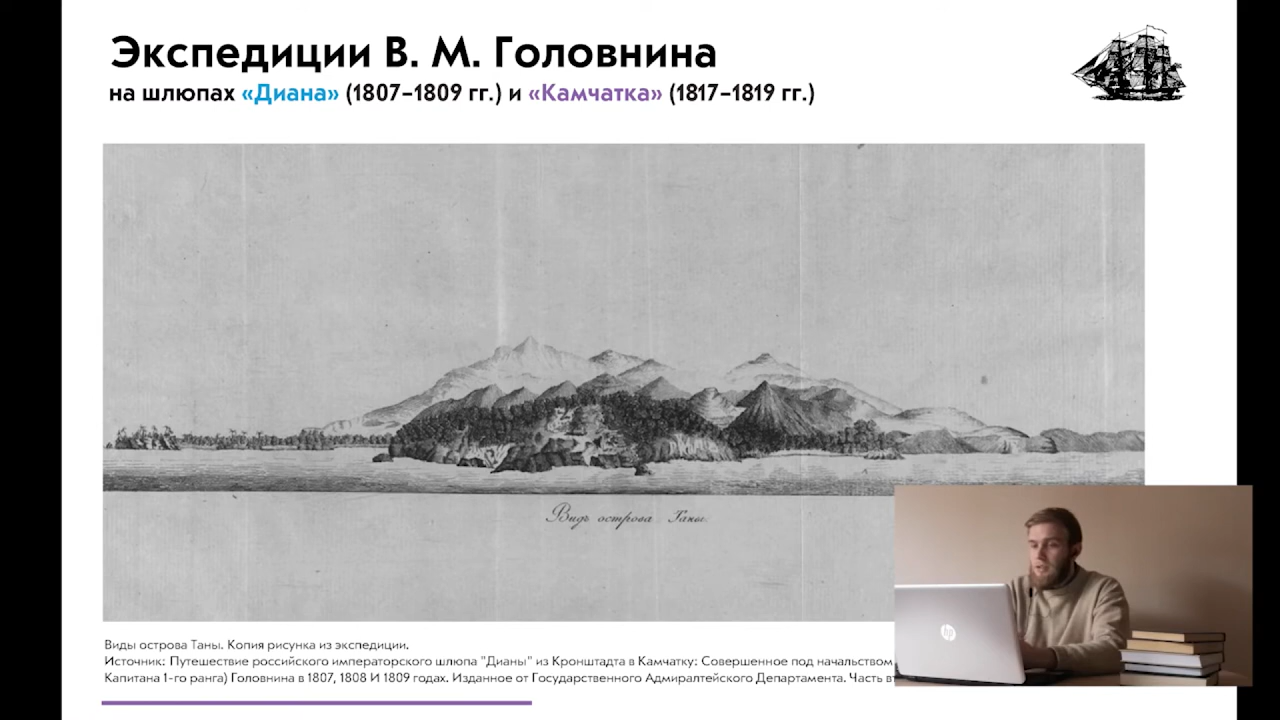 Экспедиции В. М. Головнина
на шлюпах «Диана» (1807–1809 гг.) и «Камчатка» (1817–1819 гг.)
Видъ острова Таны.
hp
Виды острова Таны. Копия рисунка из экспедиции.
Источник: Путешествие российского императорского шлюпа "Дианы" из Кронштадта в Камчатку: Совершенное под начальством
Капитана 1-го ранга) Головнина в 1807, 1808 И 1809 годах. Изданное от Государственного Адмиралтейского Департамента. Часть